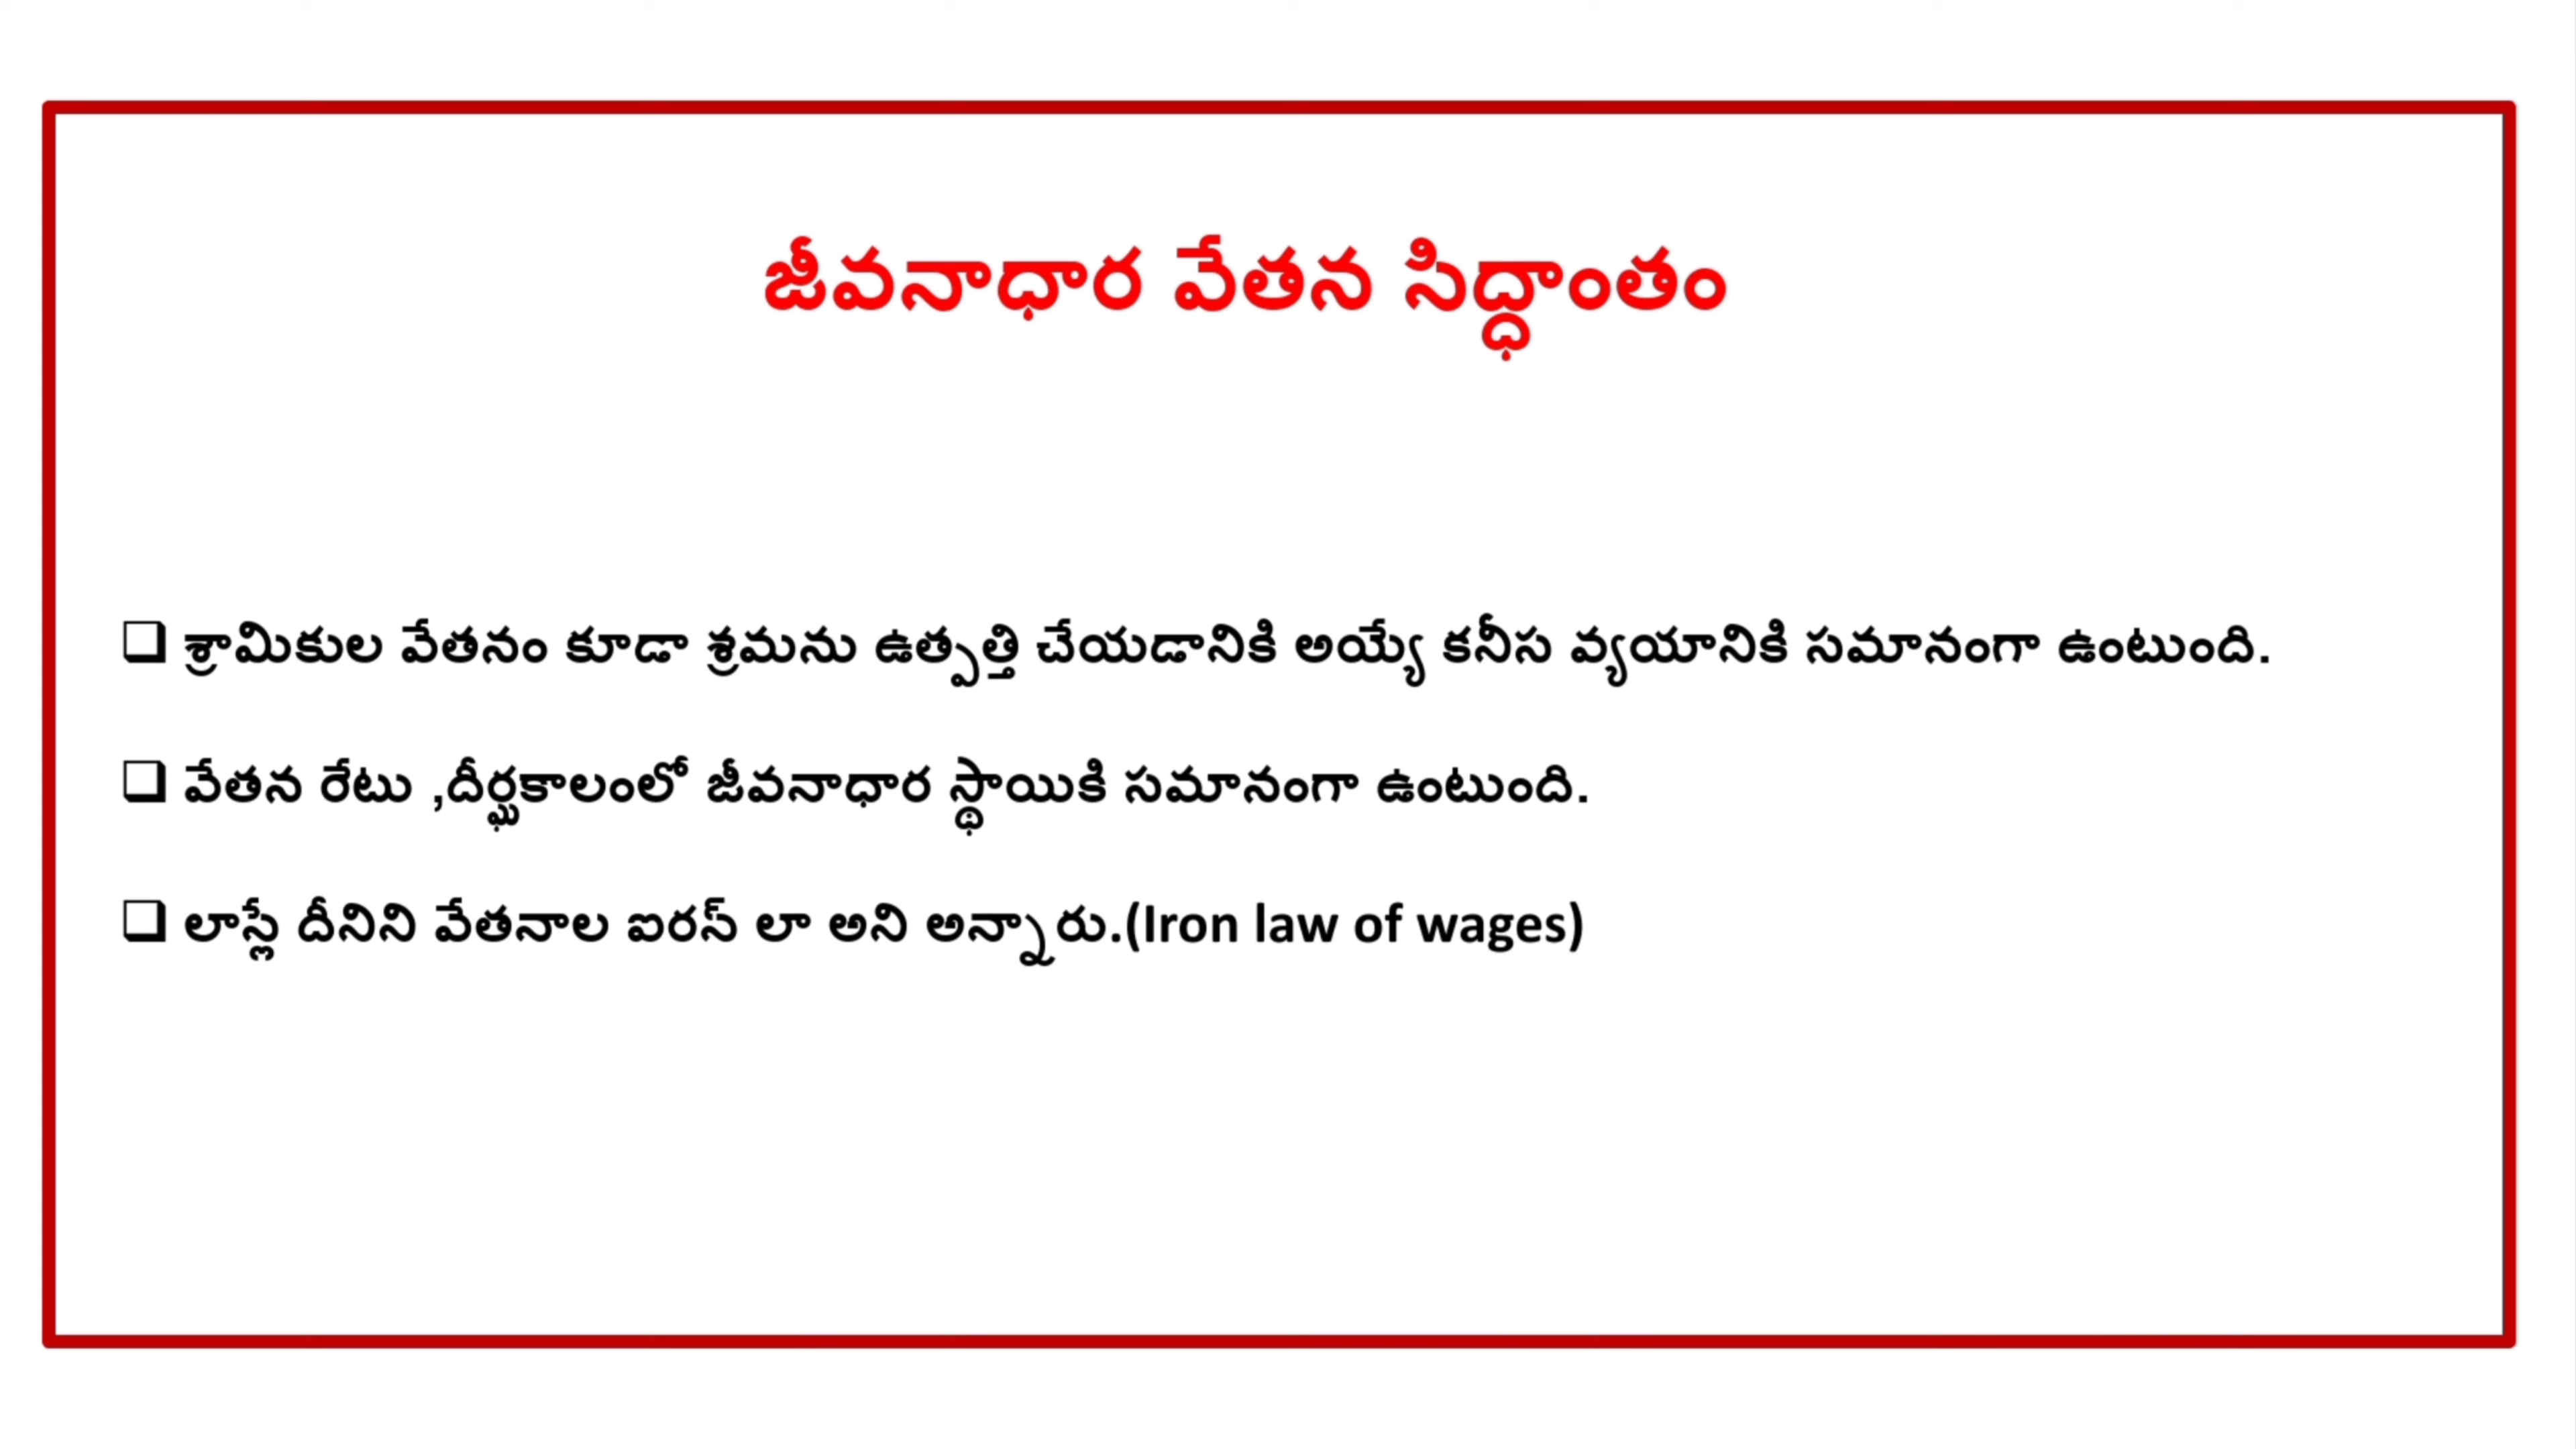 జీవనాధార వేతన సిద్ధాంతం
శ్రామికుల వేతనం కూడా శ్రమను ఉత్పత్తి చేయడానికి అయ్యే కనీస వ్యయానికి సమానంగా ఉంటుంది.
వేతన రేటు ,దీర్ఘకాలంలో జీవనాధార స్థాయికి సమానంగా ఉంటుంది.
లాస్లే దీనిని వేతనాల ఐరస్ లా అని అన్నారు.(Iron law of wages)